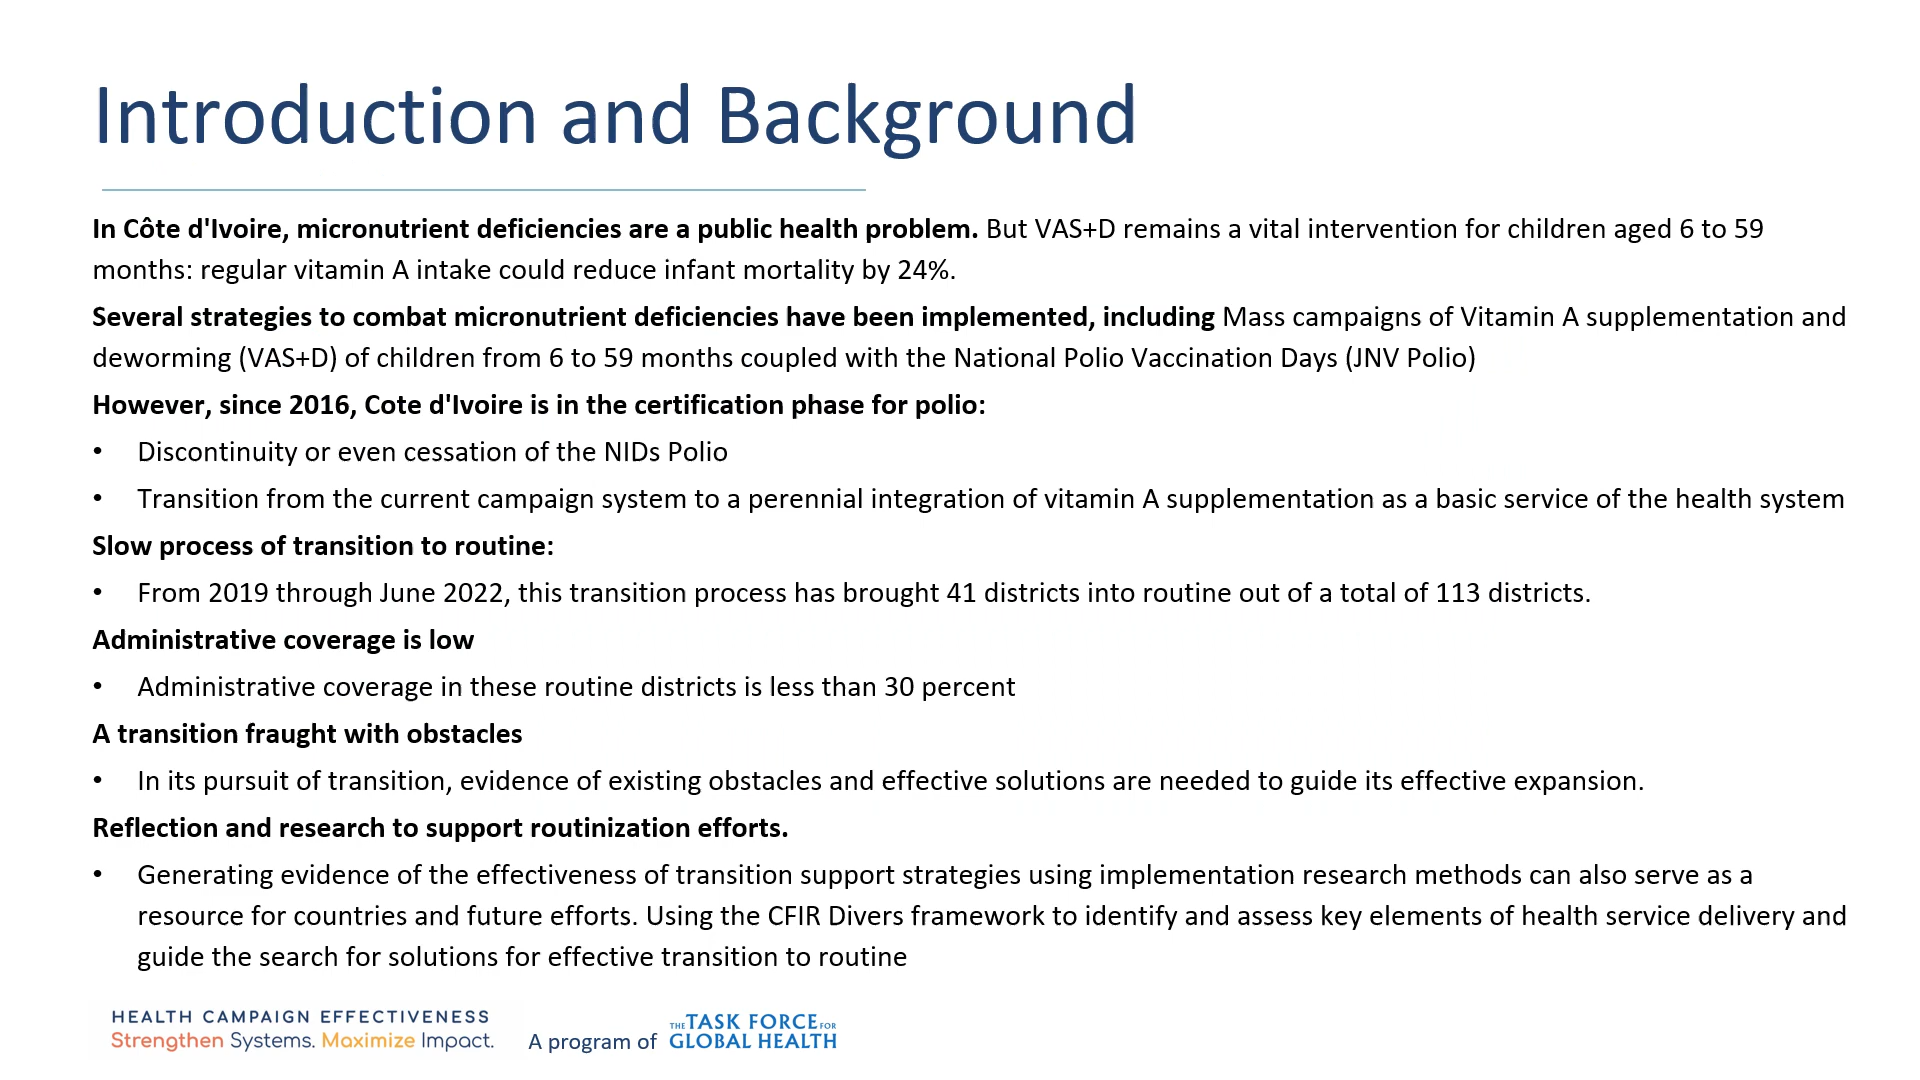 Introduction and Background
In Côte d'Ivoire, micronutrient deficiencies are a public health problem. But VAS+D remains a vital intervention for children aged 6 to 59
months: regular vitamin A intake could reduce infant mortality by 24%.
Several strategies to combat micronutrient deficiencies have been implemented, including Mass campaigns of Vitamin A supplementation and
deworming (VAS+D) of children from 6 to 59 months coupled with the National Polio Vaccination Days (JNV Polio)
However, since 2016, Cote d'Ivoire is in the certification phase for polio:
• Discontinuity or even cessation of the NIDs Polio
• Transition from the current campaign system to a perennial integration of vitamin A supplementation as a basic service of the health system
Slow process of transition to routine:
• From 2019 through June 2022, this transition process has brought 41 districts into routine out of a total of 113 districts.
Administrative coverage is low
• Administrative coverage in these routine districts is less than 30 percent
A transition fraught with obstacles
• In its pursuit of transition, evidence of existing obstacles and effective solutions are needed to guide its effective expansion.
Reflection and research to support routinization efforts.
• Generating evidence of the effectiveness of transition support strategies using implementation research methods can also serve as a
resource for countries and future efforts. Using the CFIR Divers framework to identify and assess key elements of health service delivery and
guide the search for solutions for effective transition to routine
HEALTH CAMPAIGN EFFECTIVENESS
Strengthen Systems. Maximize Impact.
A program of
THE TASK FORCE FOR
GLOBAL HEALTH